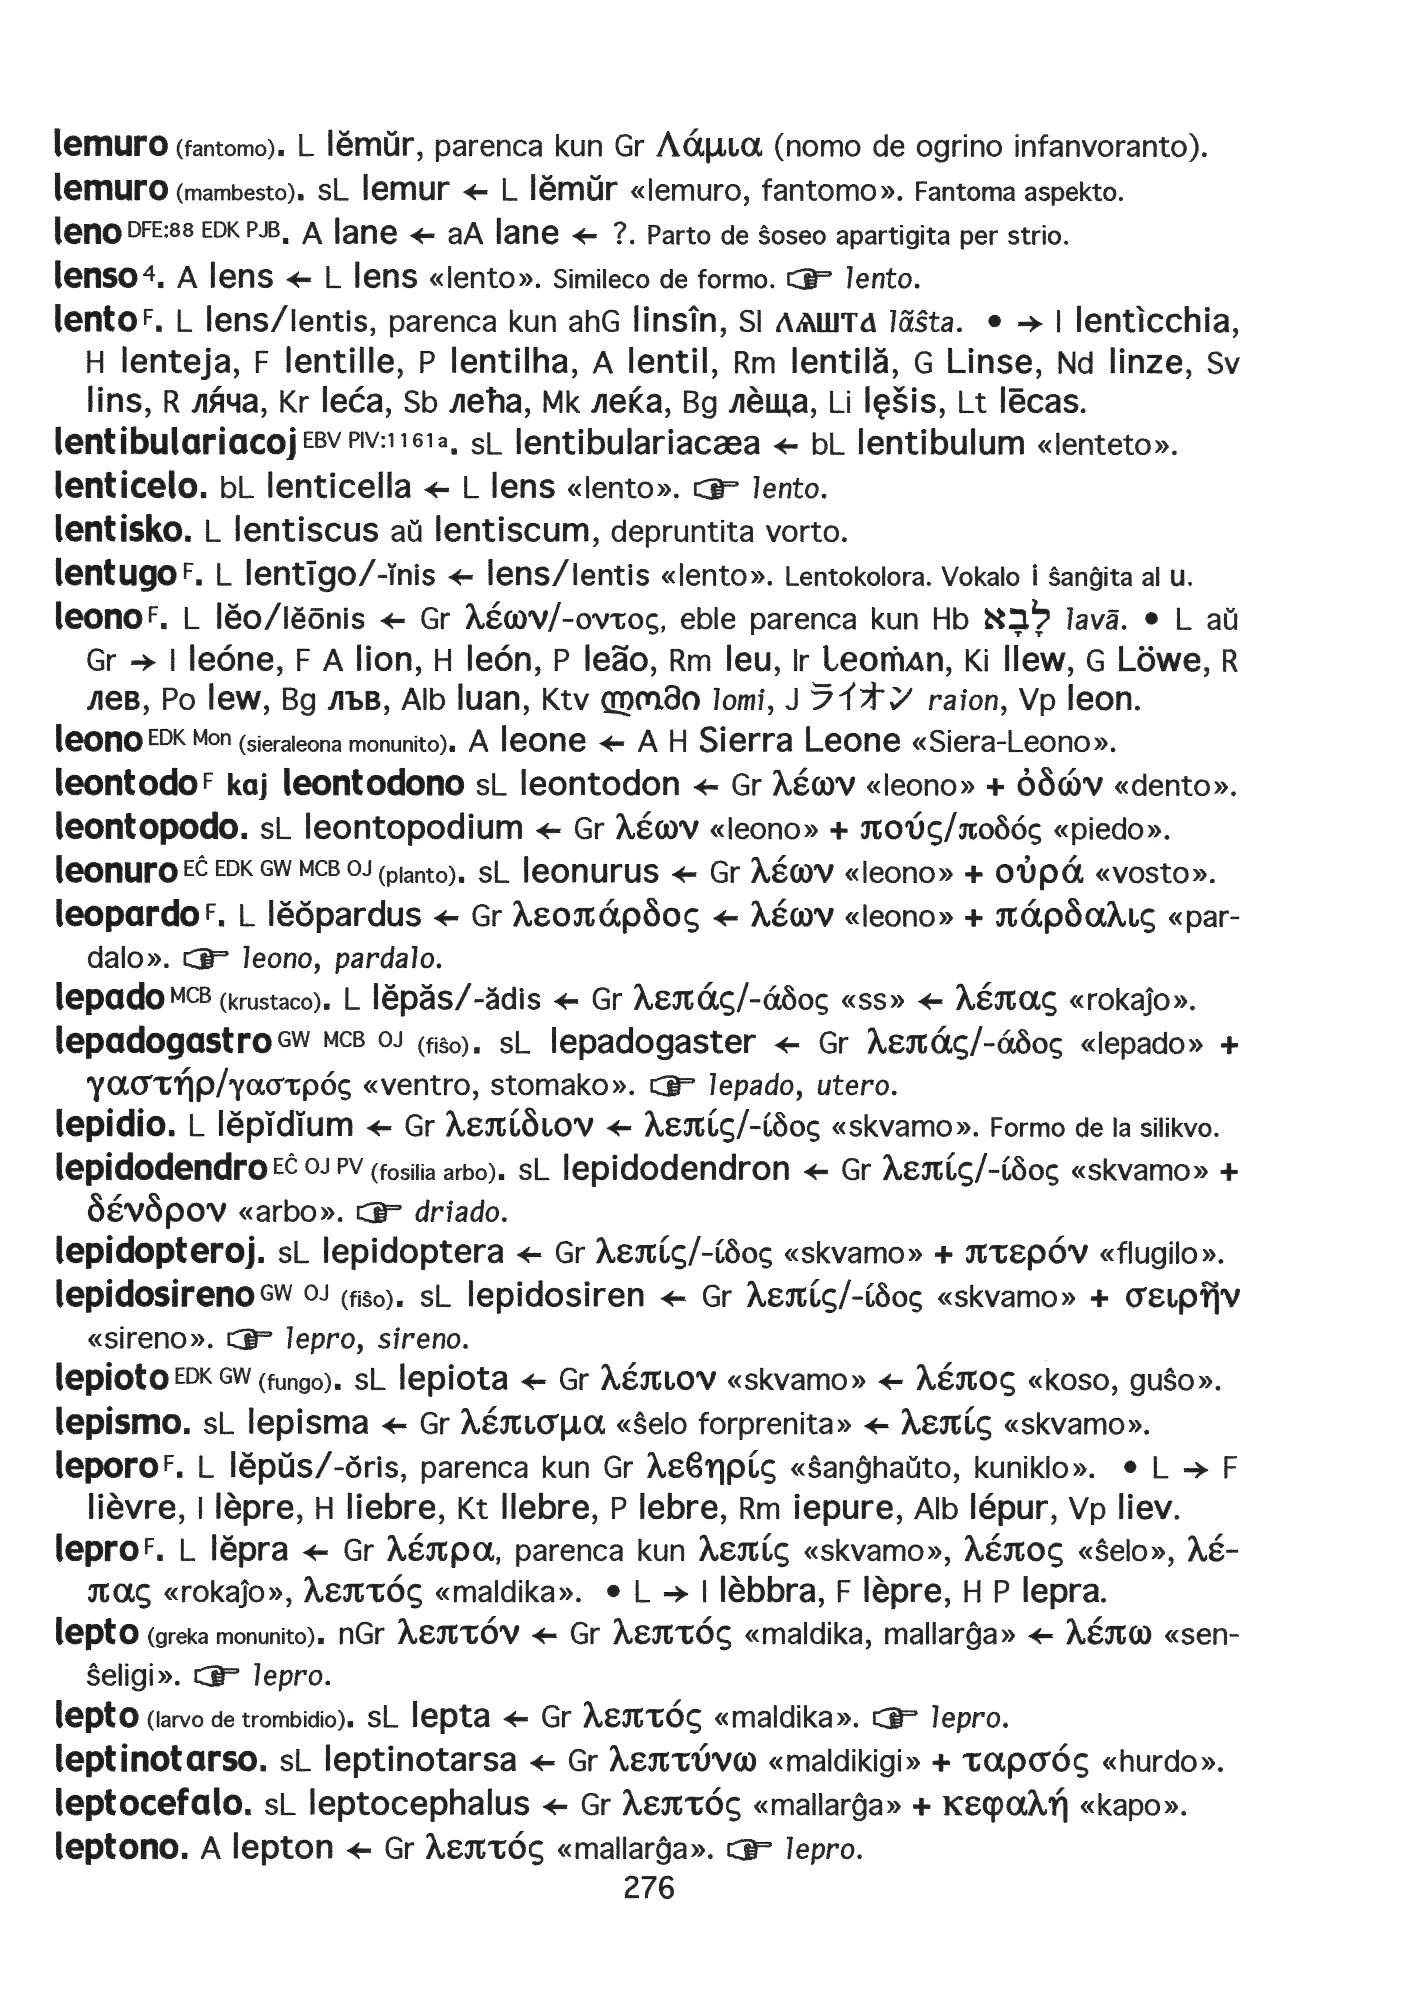 lemuro (fantomo). L lĕmŭr, parenca kun Gr Λάμια (nomo de ogrino infanvoranto).
lemuro (mambesto). sL lemur ← L lĕmŭr «lemuro, fantomo». Fantoma aspekto.
leno DFE:88 EDK PJB. A lane ← aA lane ← ?. Parto de ŝoseo apartigita per strio.
lenso 4. A lens ← L lens «lento». Simileco de formo. ☞ lento.
lento F. L lens/lentis, parenca kun ahG linsîn, Sl лѩшта lãŝta. • → I lentìcchia,
H lenteja, F lentille, P lentilha, A lentil, Rm lentilă, G Linse, Nd linze, Sv
lins, R ля́ча, Kr leća, Sb лећа, Mk леќа, Bg лѐща, Li lęšis, Lt lēcas.
lentibulariacoj EBV PIV:1161a. sL lentibulariacæa ← bL lentibulum «lenteto».
lenticelo. bL lenticella ← L lens «lento». ☞ lento.
lentisko. L lentiscus aŭ lentiscum, depruntita vorto.
lentugo F. L lentīgo/-ĭnis ← lens/lentis «lento». Lentokolora. Vokalo i ŝanĝita al u.
leono F. L lĕo/lĕōnis ← Gr λέων/-οντος, eble parenca kun Hb לָבָא lavā. • L aŭ
Gr → I leóne, F A lion, H león, P leão, Rm leu, Ir leoṁan, Ki llew, G Löwe, R
лев, Po lew, Bg лъв, Alb luan, Ktv ლომი lomi, J ライオン raion, Vp leon.
leono EDK Mon (sieraleona monunito). A leone ← A H Sierra Leone «Siera-Leono».
leontodo F kaj leontodono sL leontodon ← Gr λέων «leono» + ὀδών «dento».
leontopodo. sL leontopodium ← Gr λέων «leono» + πούς/ποδός «piedo».
leonuro EĈ EDK GW MCB OJ (planto). sL leonurus ← Gr λέων «leono» + οὐρά «vosto».
leopardo F. L lĕŏpardus ← Gr λεοπάρδος ← λέων «leono» + πάρδαλις «par-
dalo». ☞ leono, pardalo.
lepado MCB (krustaco). L lĕpăs/-ădis ← Gr λεπάς/-άδος «ss» ← λέπας «rokaĵo».
lepadogastro GW MCB OJ (fiŝo). sL lepadogaster ← Gr λεπάς/-άδος «lepado» +
γαστήρ/γαστρός «ventro, stomako». ☞ lepado, utero.
lepidio. L lĕpĭdĭum ← Gr λεπίδιον ← λεπίς/-ίδος «skvamo». Formo de la silikvo.
lepidodendro EĈ OJ PV (fosilia arbo). sL lepidodendron ← Gr λεπίς/-ίδος «skvamo» +
δένδρον «arbo». ☞ driado.
lepidopteroj. sL lepidoptera ← Gr λεπίς/-ίδος «skvamo» + πτερόν «flugilo».
lepidosireno GW OJ (fiŝo). sL lepidosiren ← Gr λεπίς/-ίδος «skvamo» + σειρῆν
«sireno». ☞ lepro, sireno.
lepioto EDK GW (fungo). sL lepiota ← Gr λέπιον «skvamo» ← λέπος «koso, guŝo».
lepismo. sL lepisma ← Gr λέπισμα «ŝelo forprenita» ← λεπίς «skvamo».
leporo F. L lĕpŭs/-ŏris, parenca kun Gr λεβηρίς «ŝanĝhaŭto, kuniklo». • L → F
lièvre, I lèpre, H liebre, Kt llebre, P lebre, Rm iepure, Alb lépur, Vp liev.
lepro F. L lĕpra ← Gr λέπρα, parenca kun λεπίς «skvamo», λέπος «ŝelo», λέ-
πας «rokaĵo», λεπτός «maldika». • L → I lèbbra, F lèpre, H P lepra.
lepto (greka monunito). nGr λεπτόν ← Gr λεπτός «maldika, mallarĝa» ← λέπω «sen-
ŝeligi». ☞ lepro.
lepto (larvo de trombidio). sL lepta ← Gr λεπτός «maldika». ☞ lepro.
leptinotarso. sL leptinotarsa ← Gr λεπτύνω «maldikigi» + ταρσός «hurdo».
leptocefalo. sL leptocephalus ← Gr λεπτός «mallarĝa» + κεφαλή «kapo».
leptono. A lepton ← Gr λεπτός «mallarĝa». ☞ lepro.
276